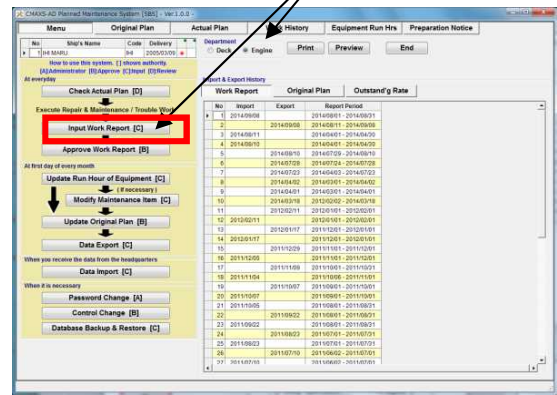 CMAXS-AD Planned Maintenance System [SBS] - Ver.1.0.0 -
Menu Original Plan Actual Plan History Equipment Run Hrs Preparation Notice
No Ship's Name Code Delivery
1 IHI MARU IHI 2005/03/09
Department
Deck Engine Print Preview End
How to use this system. [ ] shows authority.
[A]Administrator [B]Approve [C]Input [D]Review
At everyday
Check Actual Plan [D]
Execute Repair & Maintenance / Trouble Work
Input Work Report [C]
Approve Work Report [B]
At first day of every month
Update Run Hour of Equipment [C]
( If necessary )
Modify Maintenance Item [C]
Update Original Plan [B]
Data Export [C]
When you receive the data from the headquarters
Data Import [C]
When it is necessary
Password Change [A]
Control Change [B]
Database Backup & Restore [C]
Import & Export History
Work Report Original Plan Outstand'g Rate
No Import Export Report Period
1 2014/09/08 2014/08/01 - 2014/08/31
2 2014/09/08 2014/08/11 - 2014/09/08
3 2014/08/11 2014/04/01 - 2014/04/30
4 2014/08/10 2014/04/01 - 2014/04/30
5 2014/08/10 2014/07/29 - 2014/08/10
6 2014/07/28 2014/07/24 - 2014/07/28
7 2014/07/23 2014/04/03 - 2014/07/23
8 2014/04/02 2014/03/01 - 2014/04/02
9 2014/04/01 2014/03/01 - 2014/04/01
10 2014/03/18 2012/02/02 - 2014/03/18
11 2012/02/11 2012/01/01 - 2012/02/01
12 2012/02/11 2012/01/01 - 2012/02/01
13 2012/01/17 2011/12/01 - 2012/01/01
14 2012/01/17 2011/12/01 - 2012/01/01
15 2011/12/29 2011/11/01 - 2011/12/01
16 2011/12/05 2011/11/01 - 2011/12/01
17 2011/11/09 2011/10/01 - 2011/10/31
18 2011/11/04 2011/10/06 - 2011/11/01
19 2011/10/07 2011/09/01 - 2011/10/01
20 2011/10/07 2011/09/01 - 2011/10/01
21 2011/10/05 2011/08/01 - 2011/08/31
22 2011/09/22 2011/08/01 - 2011/08/31
23 2011/09/22 2011/08/01 - 2011/08/31
24 2011/08/23 2011/07/01 - 2011/07/31
25 2011/08/23 2011/07/01 - 2011/07/31
26 2011/07/10 2011/06/02 - 2011/07/01
27 2011/07/10 2011/06/02 - 2011/07/01